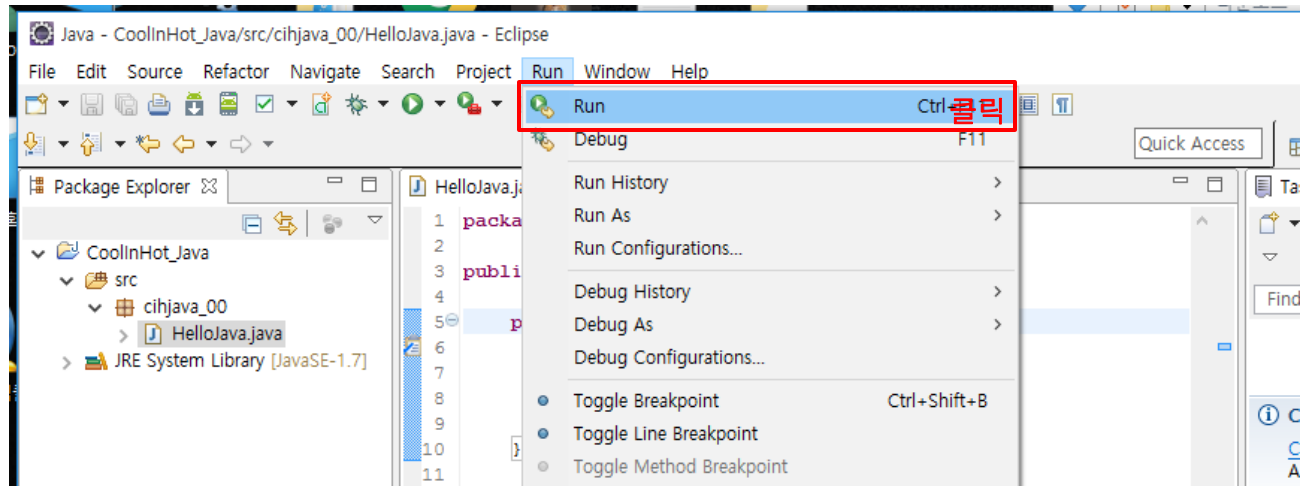 Java - CoolInHot_Java/src/cihjava_00/HelloJava.java - Eclipse
File Edit Source Refactor Navigate Search Project Run Window Help
Run Ctrl+
클릭
Debug F11
Quick Access
Package Explorer
HelloJava.j
Ta
Run History
Run As
Run Configurations...
Debug History
Debug As
Debug Configurations...
Toggle Breakpoint Ctrl+Shift+B
Toggle Line Breakpoint
Toggle Method Breakpoint
CoolInHot_Java
src
cihjava_00
HelloJava.java
JRE System Library [JavaSE-1.7]
1 packa
2
3 publi
4
5 p
6
7
8
9
10 }
11
Find
C
C
A